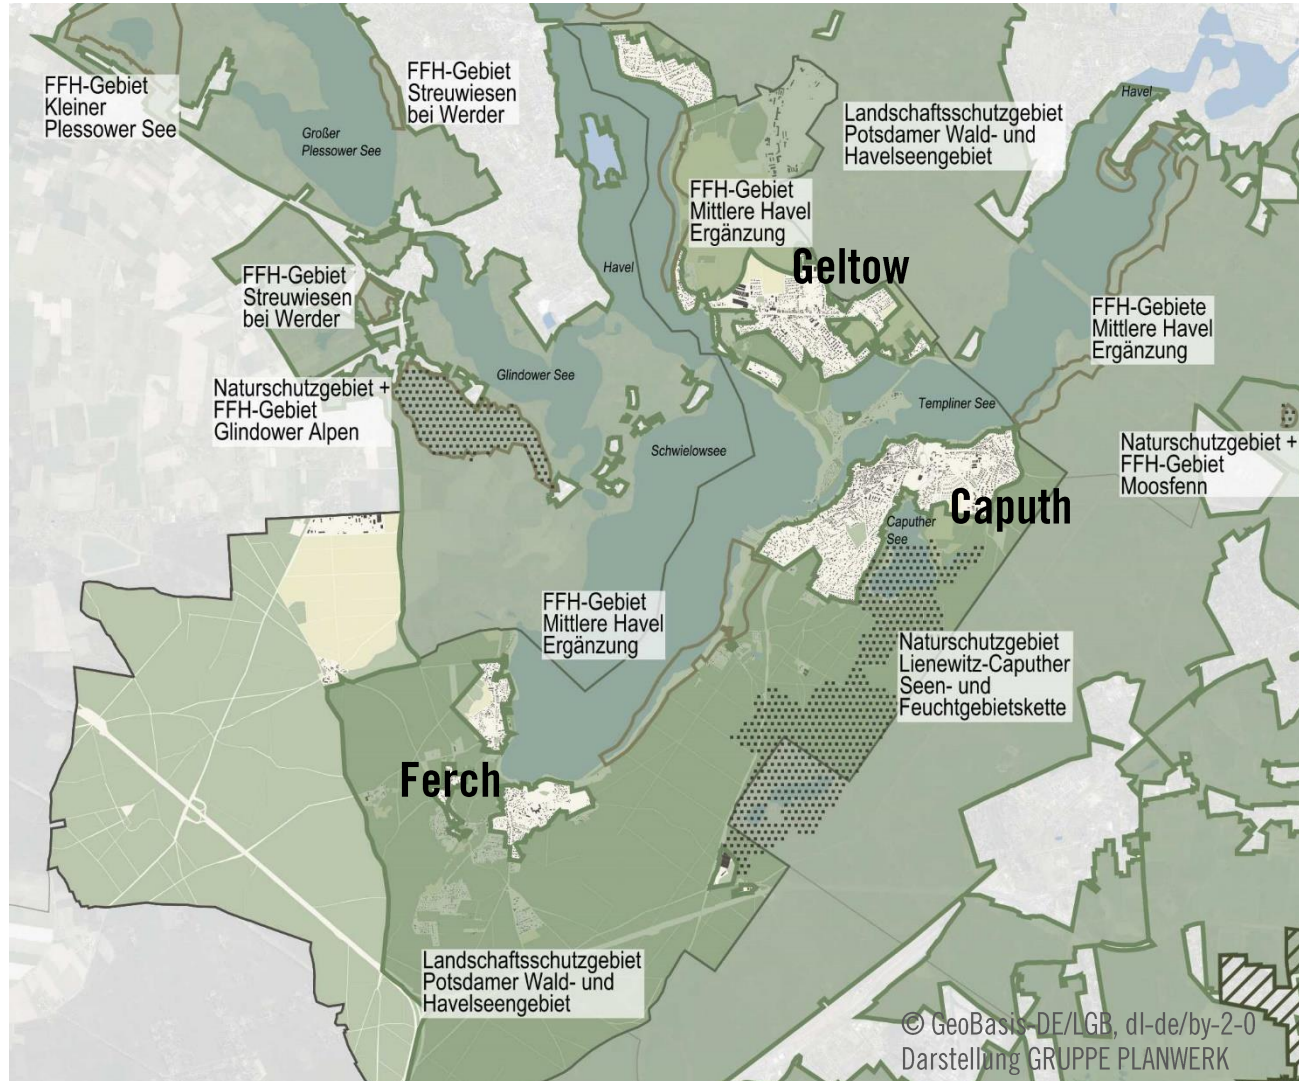 FFH-Gebiet
Kleiner
Plessower See
FFH-Gebiet
Streuwiesen
bei Werder
Großer
Plessower See
Havel
Landschaftsschutzgebiet
Potsdamer Wald- und
Havelseengebiet
FFH-Gebiet
Mittlere Havel
Ergänzung
Geltow
Havel
FFH-Gebiet
Streuwiesen
bei Werder
FFH-Gebiete
Mittlere Havel
Ergänzung
Naturschutzgebiet +
FFH-Gebiet
Glindower Alpen
Glindower See
Templiner See
Schwielowsee
Naturschutzgebiet +
FFH-Gebiet
Moosfenn
Caputh
Caputher
See
FFH-Gebiet
Mittlere Havel
Ergänzung
Naturschutzgebiet
Lienewitz-Caputher
Seen- und
Feuchtgebietskette
Ferch
Landschaftsschutzgebiet
Potsdamer Wald- und
Havelseengebiet
© GeoBasis-DE/LGB, dl-de/by-2-0
Darstellung GRUPPE PLANWERK